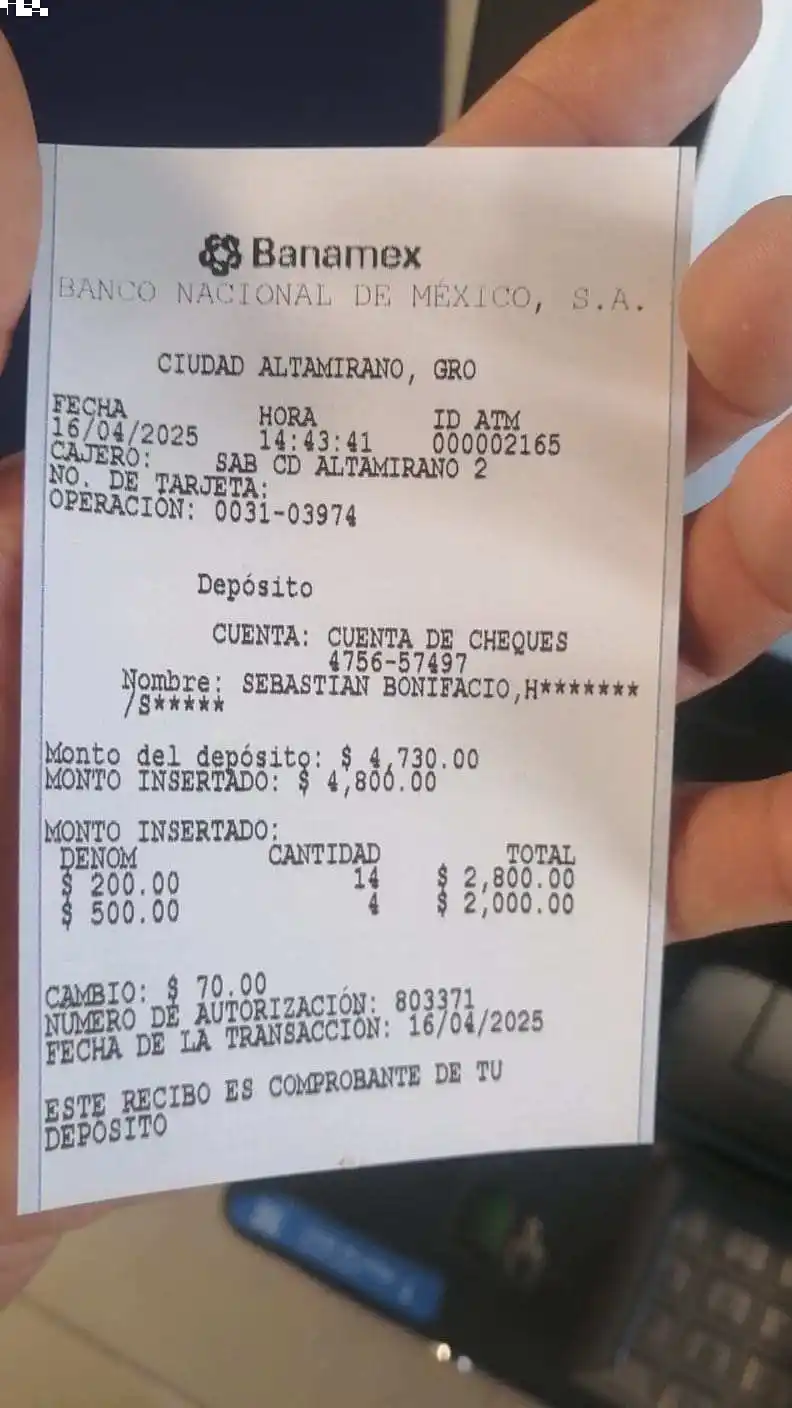 Banamex
BANCO NACIONAL DE MÉXICO, S.A.
CIUDAD ALTAMIRANO, GRO
FECHA HORA ID ATM
16/04/2025 14:43:41 000002165
CAJERO: SAB CD ALTAMIRANO 2
NO. DE TARJETA:
OPERACIÓN: 0031-03974
Depósito
CUENTA: CUENTA DE CHEQUES
4756-57497
Nombre: SEBASTIAN BONIFACIO,H*******
/S*****
Monto del depósito: $ 4,730.00
MONTO INSERTADO: $ 4,800.00
MONTO INSERTADO:
DENOM CANTIDAD TOTAL
$ 200.00 14 $ 2,800.00
$ 500.00 4 $ 2,000.00
CAMBIO: $ 70.00
NUMERO DE AUTORIZACIÓN: 803371
FECHA DE LA TRANSACCIÓN: 16/04/2025
ESTE RECIBO ES COMPROBANTE DE TU
DEPÓSITO